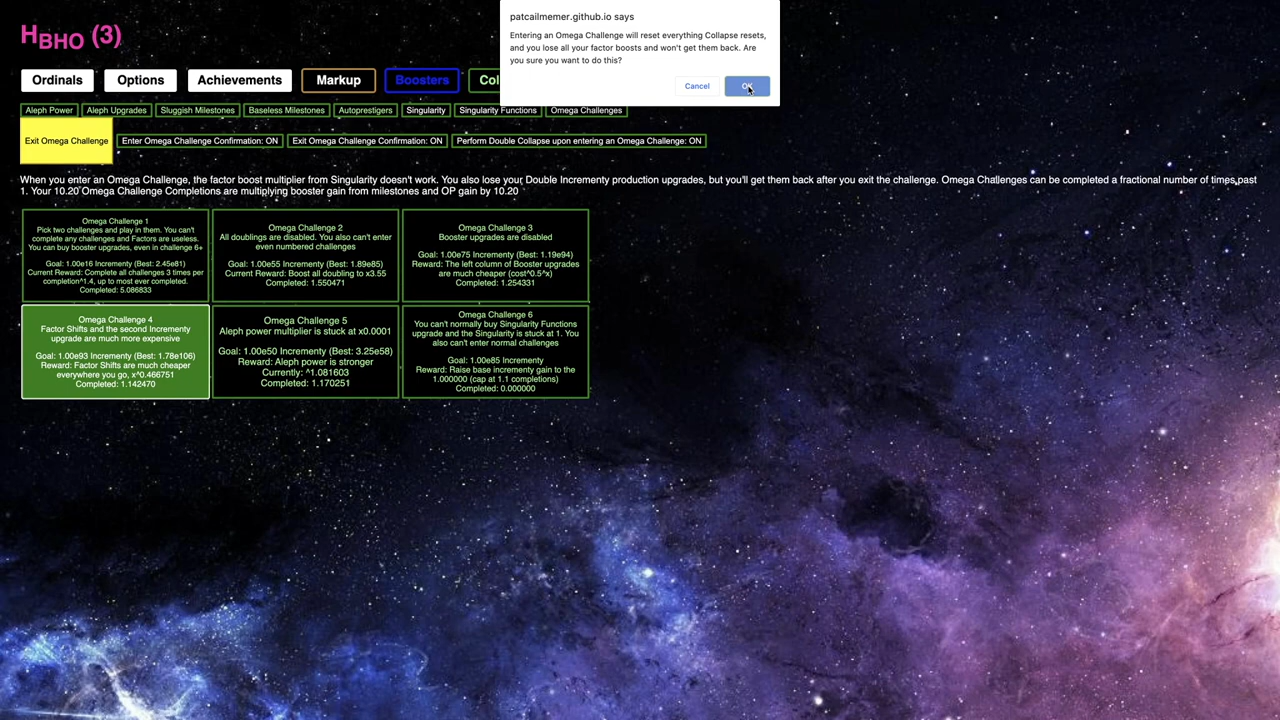 patcailmemer.github.io says
Entering an Omega Challenge will reset everything Collapse resets,
and you lose all your factor boosts and won't get them back. Are
you sure you want to do this?
Cancel
HBHO (3)
Ordinals
Options
Achievements
Markup
Boosters
Aleph Power
Aleph Upgrades
Sluggish Milestones
Baseless Milestones
Autoprestigers
Singularity
Singularity Functions
Omega Challenges
Exit Omega Challenge
Enter Omega Challenge Confirmation: ON
Exit Omega Challenge Confirmation: ON
Perform Double Collapse upon entering an Omega Challenge: ON
When you enter an Omega Challenge, the factor boost multiplier from Singularity doesn't work. You also lose your Double Incrementy production upgrades, but you'll get them back after you exit the challenge. Omega Challenges can be completed a fractional number of times past
1. Your 10.20 Omega Challenge Completions are multiplying booster gain from milestones and OP gain by 10.20
Omega Challenge 1
Pick two challenges and play in them. You can't
complete any challenges and Factors are useless.
You can buy booster upgrades, even in challenge 6+
Goal: 1.00e16 Incrementy (Best: 2.45e81)
Current Reward: Complete all challenges 3 times per
completion^1.4, up to most ever completed.
Completed: 5.086833
Omega Challenge 2
All doublings are disabled. You also can't enter
even numbered challenges
Goal: 1.00e55 Incrementy (Best: 1.89e85)
Current Reward: Boost all doubling to x3.55
Completed: 1.550471
Omega Challenge 3
Booster upgrades are disabled
Goal: 1.00e75 Incrementy (Best: 1.19e94)
Reward: The left column of Booster upgrades
are much cheaper (cost^0.5^x)
Completed: 1.254331
Omega Challenge 4
Factor Shifts and the second Incrementy
upgrade are much more expensive
Goal: 1.00e93 Incrementy (Best: 1.78e106)
Reward: Factor Shifts are much cheaper
everywhere you go, x^0.466751
Completed: 1.142470
Omega Challenge 5
Aleph power multiplier is stuck at x0.0001
Goal: 1.00e50 Incrementy (Best: 3.25e58)
Reward: Aleph power is stronger
Currently: ^1.081603
Completed: 1.170251
Omega Challenge 6
You can't normally buy Singularity Functions
upgrade and the Singularity is stuck at 1. You
also can't enter normal challenges
Goal: 1.00e85 Incrementy
Reward: Raise base incrementy gain to the
1.000000 (cap at 1.1 completions)
Completed: 0.000000